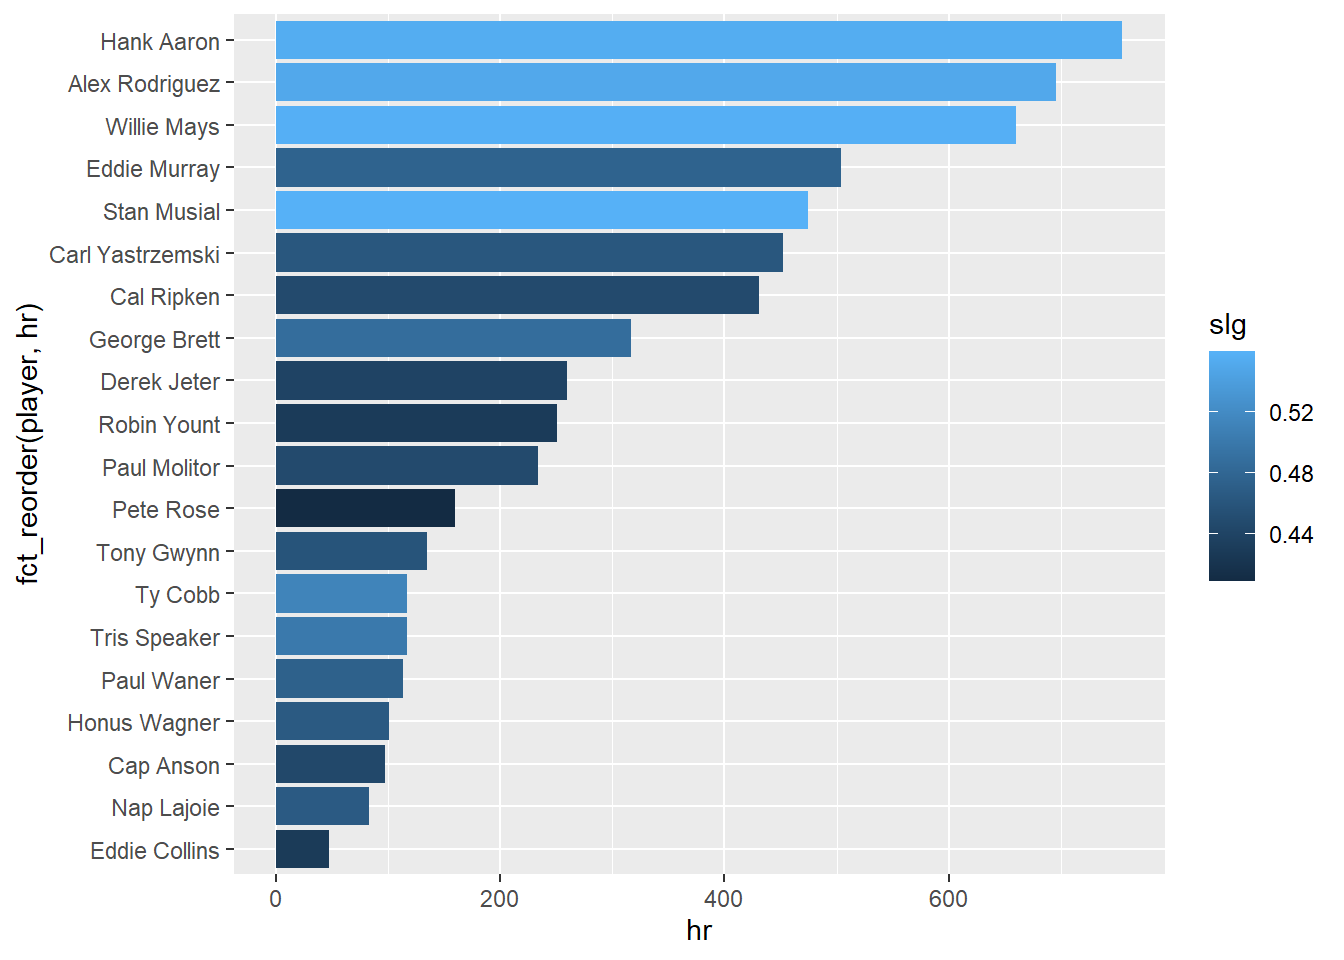 Hank Aaron
Alex Rodriguez
Willie Mays
Eddie Murray
Stan Musial
Carl Yastrzemski
Cal Ripken
George Brett
Derek Jeter
Robin Yount
Paul Molitor
Pete Rose
Tony Gwynn
Ty Cobb
Tris Speaker
Paul Waner
Honus Wagner
Cap Anson
Nap Lajoie
Eddie Collins
fct_reorder(player, hr)
0 200 400 600
hr
slg
0.52
0.48
0.44